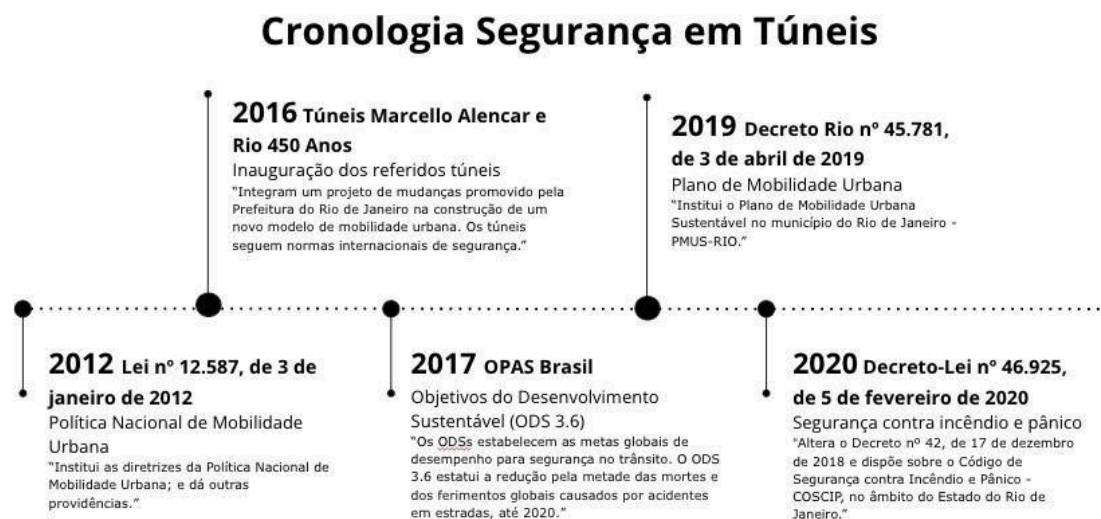 Cronologia Segurança em Túneis
2016 Túneis Marcello Alencar e
Rio 450 Anos
Inauguração dos referidos túneis
“Integram um projeto de mudanças promovido pela
Prefeitura do Rio de Janeiro na construção de um
novo modelo de mobilidade urbana. Os túneis
seguem normas internacionais de segurança.”
2019 Decreto Rio nº 45.781,
de 3 de abril de 2019
Plano de Mobilidade Urbana
“Institui o Plano de Mobilidade Urbana
Sustentável no município do Rio de Janeiro -
PMUS-RIO.”
2012 Lei nº 12.587, de 3 de
janeiro de 2012
Política Nacional de Mobilidade
Urbana
“Institui as diretrizes da Política Nacional de
Mobilidade Urbana; e dá outras
providências.”
2017 OPAS Brasil
Objetivos do Desenvolvimento
Sustentável (ODS 3.6)
“Os ODSs estabelecem as metas globais de
desempenho para segurança no trânsito. O ODS
3.6 estatui a redução pela metade das mortes e
dos ferimentos globais causados por acidentes
em estradas, até 2020.”
2020 Decreto-Lei nº 46.925,
de 5 de fevereiro de 2020
Segurança contra incêndio e pânico
“Altera o Decreto nº 42, de 17 de dezembro
de 2018 e dispõe sobre o Código de
Segurança contra Incêndio e Pânico -
COSCIP, no âmbito do Estado do Rio de
Janeiro.”